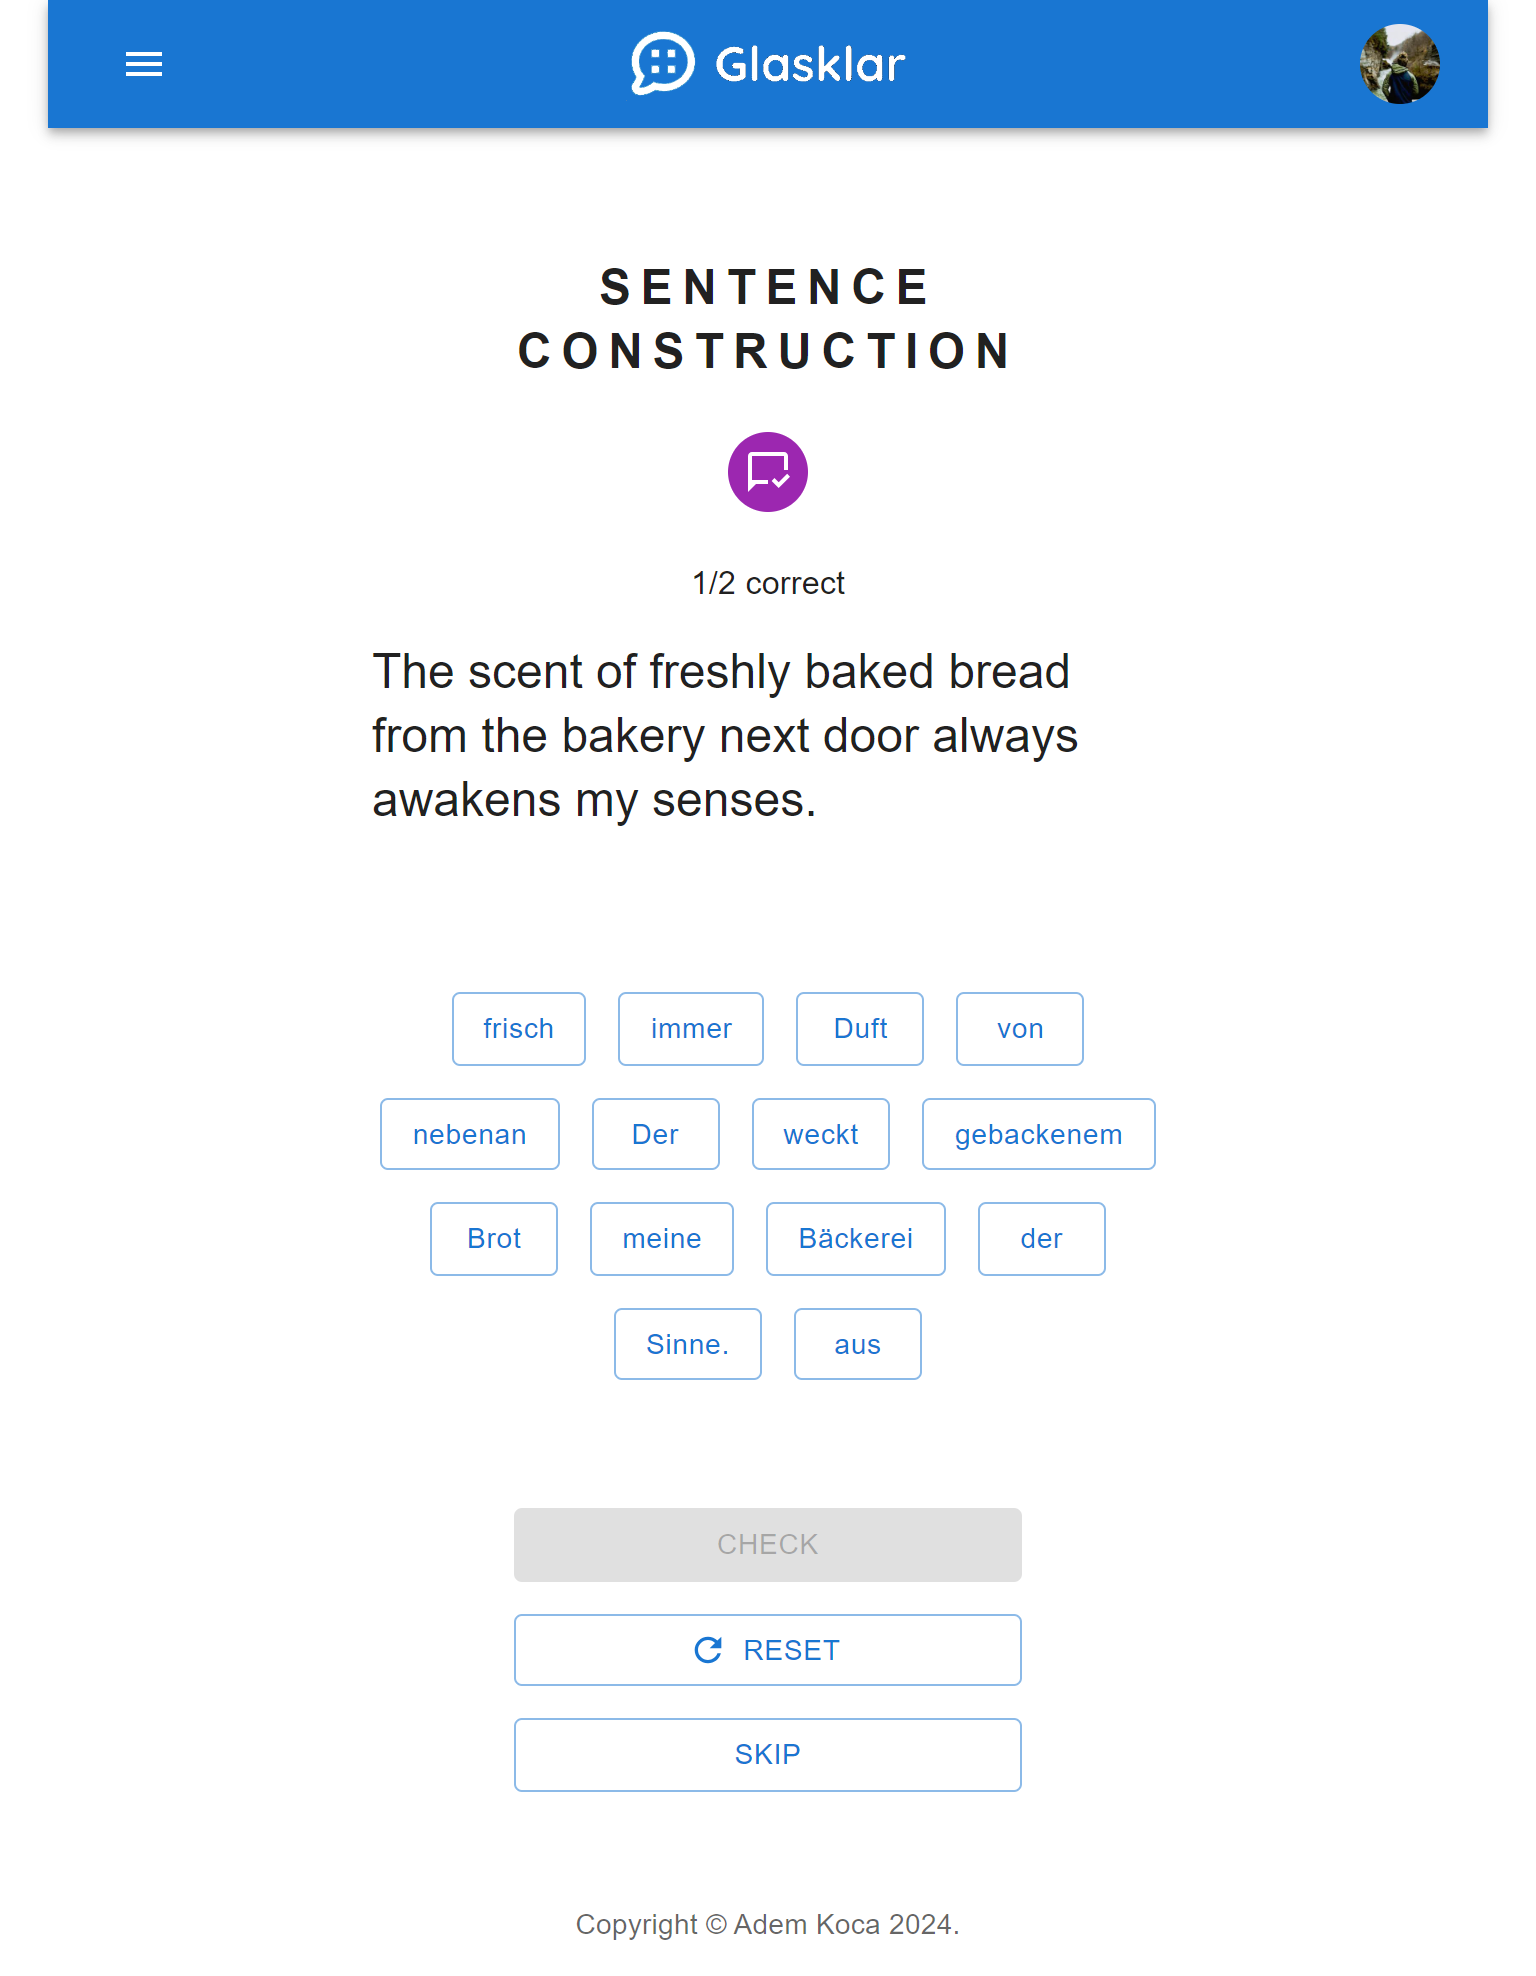 Glasklar
SENTENCE
CONSTRUCTION
1/2 correct
The scent of freshly baked bread
from the bakery next door always
awakens my senses.
frisch immer Duft von
nebenan Der weckt gebackenem
Brot meine Bäckerei der
Sinne. aus
CHECK
RESET
SKIP
Copyright © Adem Koca 2024.